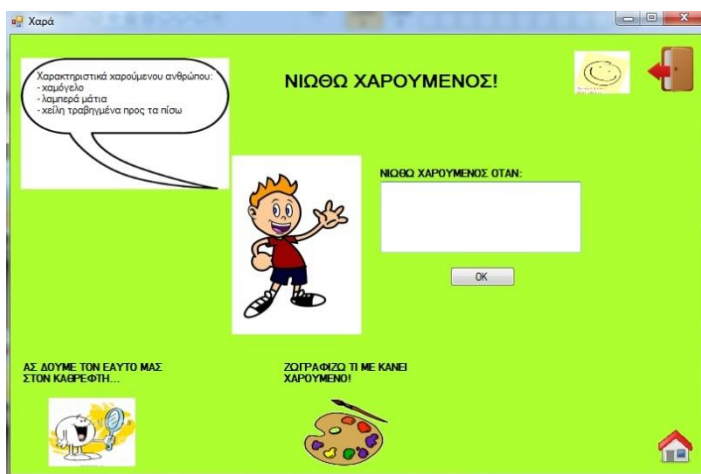 Χαρά
Χαρακτηριστικά χαρούμενου ανθρώπου:
- χαμόγελο
- λαμπερά μάτια
- χείλη τραβηγμένα προς τα πίσω
ΝΙΩΘΩ ΧΑΡΟΥΜΕΝΟΣ!
ΝΙΩΘΩ ΧΑΡΟΥΜΕΝΟΣ ΟΤΑΝ:
OK
ΑΣ ΔΟΥΜΕ ΤΟΝ ΕΑΥΤΟ ΜΑΣ
ΣΤΟΝ ΚΑΘΡΕΦΤΗ...
ΖΩΓΡΑΦΙΖΩ ΤΙ ΜΕ ΚΑΝΕΙ
ΧΑΡΟΥΜΕΝΟ!